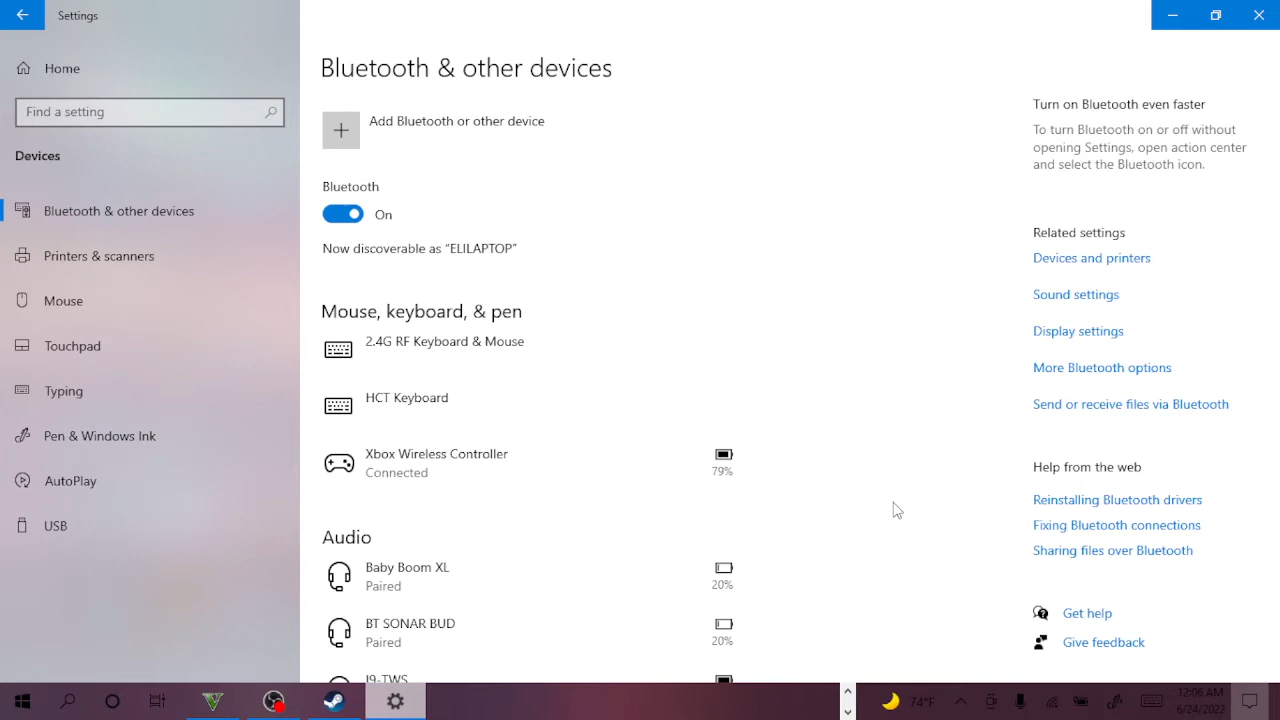 Settings
Home
Find a setting
Devices
Bluetooth & other devices
Printers & scanners
Mouse
Touchpad
Typing
Pen & Windows Ink
AutoPlay
USB
Bluetooth & other devices
Add Bluetooth or other device
Bluetooth
On
Now discoverable as “ELILAPTOP”
Mouse, keyboard, & pen
2.4G RF Keyboard & Mouse
HCT Keyboard
Xbox Wireless Controller
Connected
79%
Audio
Baby Boom XL
Paired
20%
BT SONAR BUD
Paired
20%
I9-TWS
Turn on Bluetooth even faster
To turn Bluetooth on or off without
opening Settings, open action center
and select the Bluetooth icon.
Related settings
Devices and printers
Sound settings
Display settings
More Bluetooth options
Send or receive files via Bluetooth
Help from the web
Reinstalling Bluetooth drivers
Fixing Bluetooth connections
Sharing files over Bluetooth
Get help
Give feedback
74°F
12:06 AM
6/24/2022